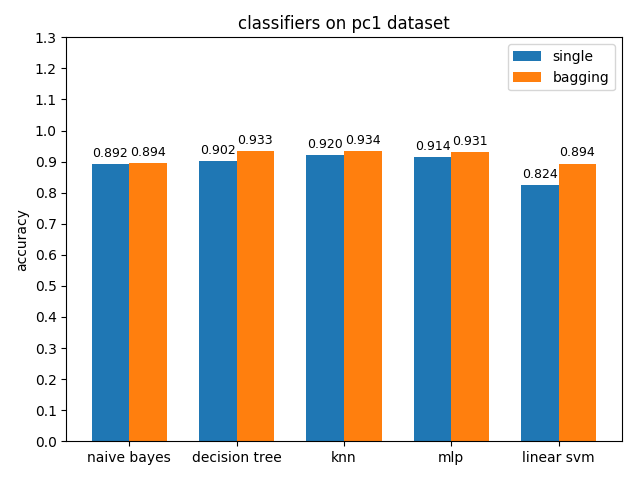 classifiers on pc1 dataset
single
bagging
accuracy
1.3
1.2
1.1
1.0
0.9
0.8
0.7
0.6
0.5
0.4
0.3
0.2
0.1
0.0
0.892 0.894 0.902 0.933 0.920 0.934 0.914 0.931 0.824 0.894
naive bayes decision tree knn mlp linear svm